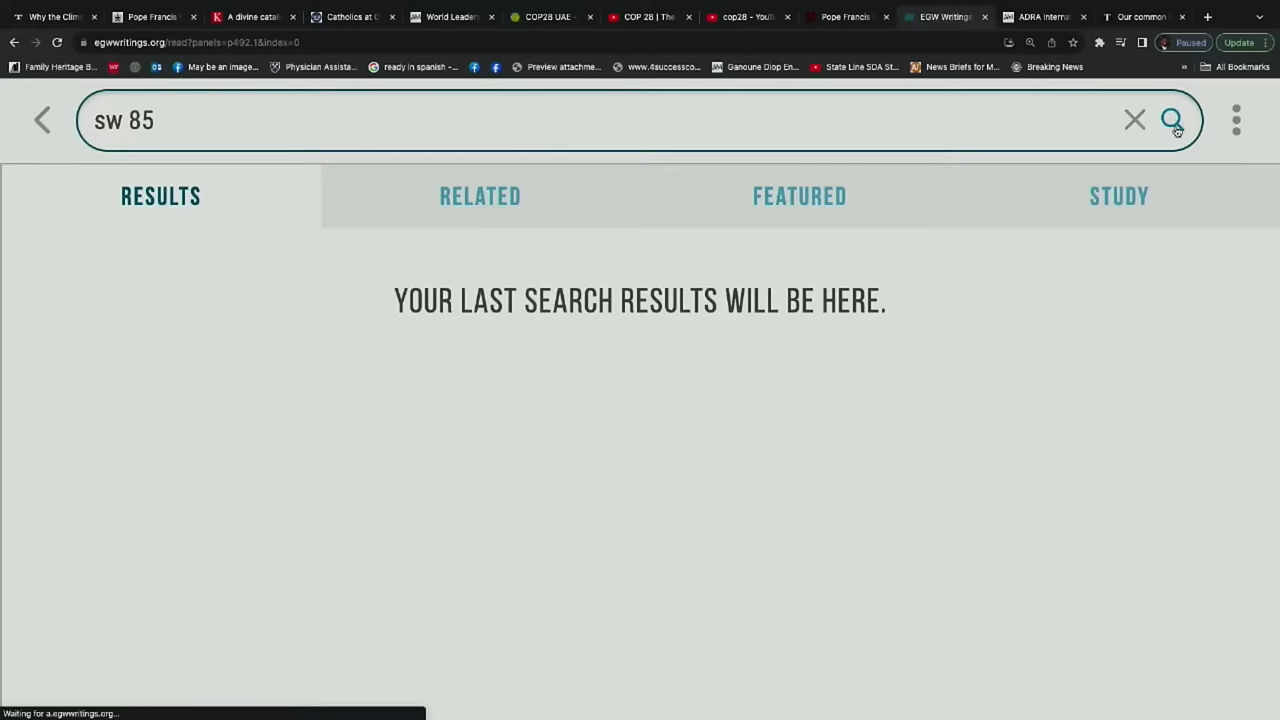 Why the Clim
Pope Francis
A divine catal
Catholics at C
World Leaders
COP28 UAE -
COP 28 | The
cop28 - YouT
Pope Francis
EGW Writings
ADRA Internat
Our common
egwwritings.org/read?panels=p492.1&index=0
Paused
Update
Family Heritage B...
May be an image...
Physician Assista...
ready in spanish -...
Preview attachme...
www.4successco...
Ganoune Diop En...
State Line SDA St...
News Briefs for M...
Breaking News
»
All Bookmarks
sw 85
RESULTS
RELATED
FEATURED
STUDY
YOUR LAST SEARCH RESULTS WILL BE HERE.
Waiting for a.egwwritings.org...